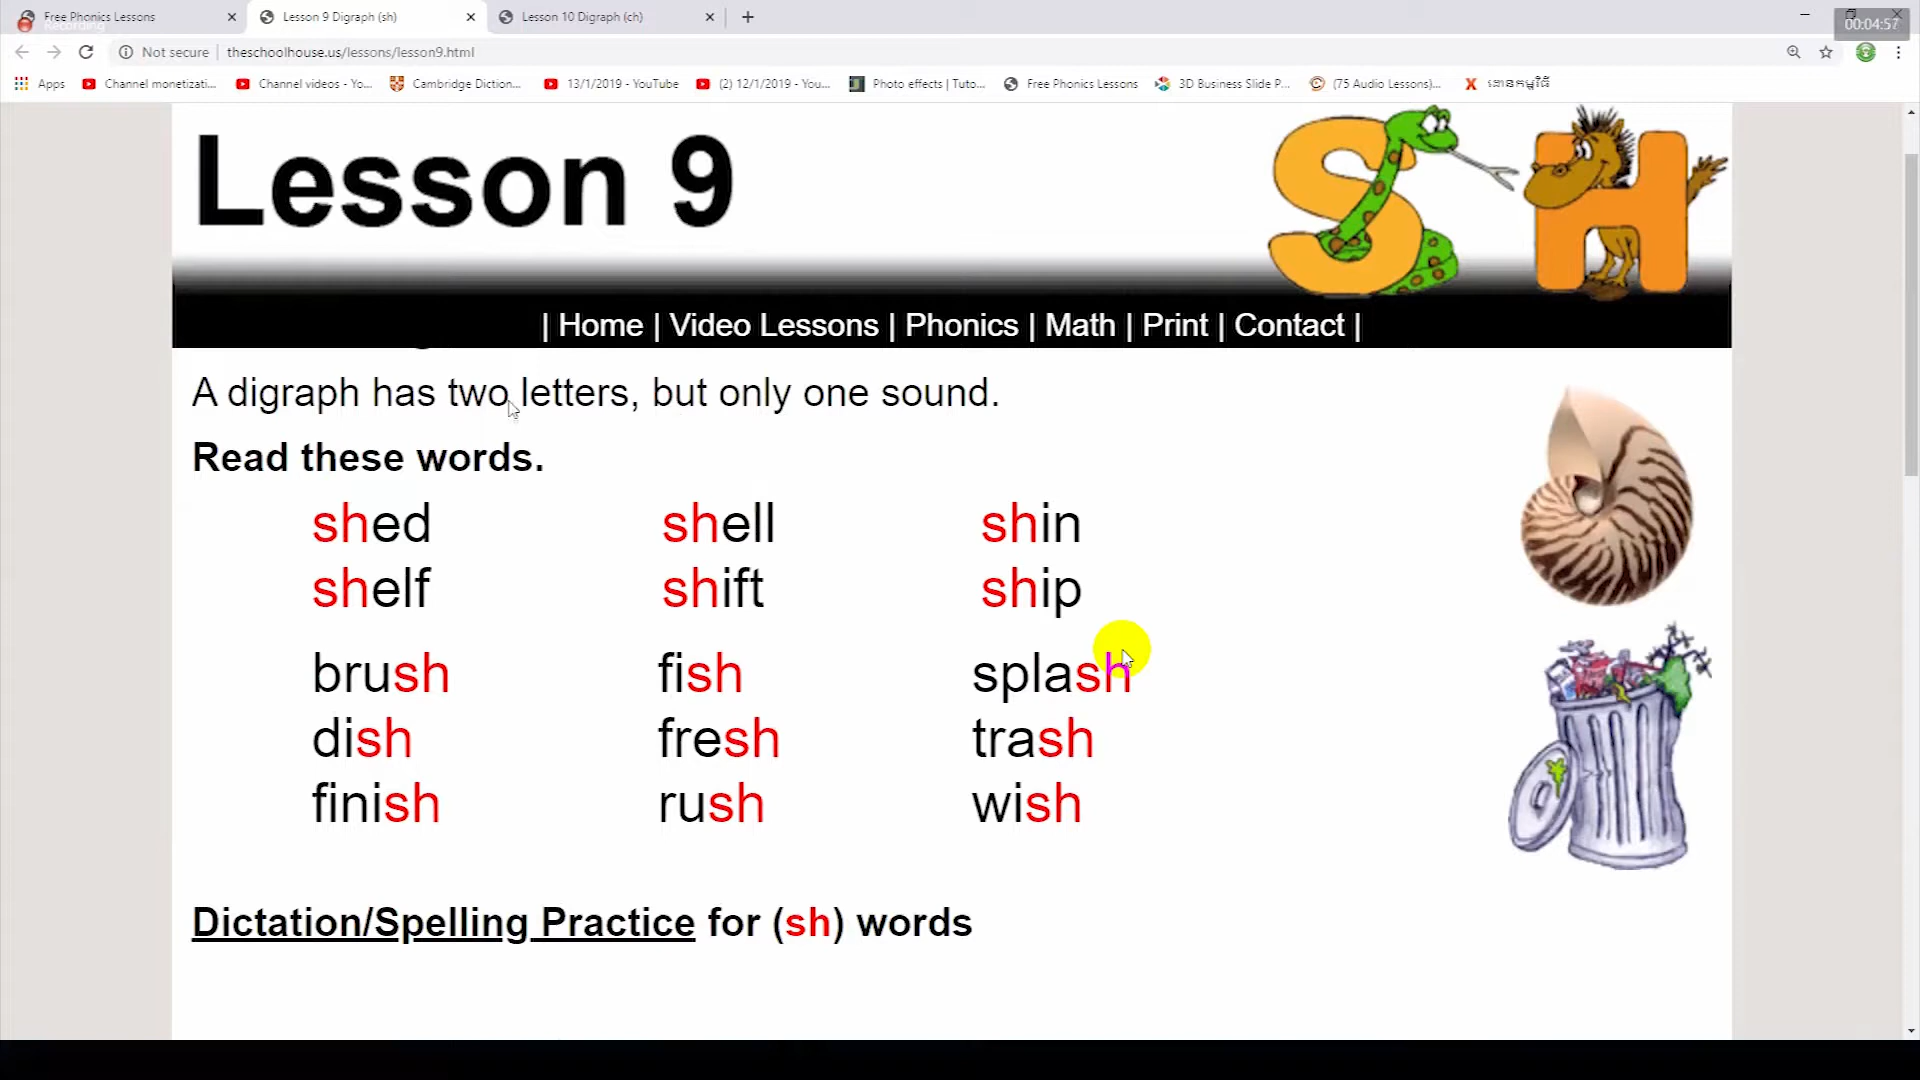 Free Phonics Lessons
Lesson 9 Digraph (sh)
Lesson 10 Digraph (ch)
Recording
00:04:57
Not secure
theschoolhouse.us/lessons/lesson9.html
Apps
Channel monetizati...
Channel videos - Yo...
Cambridge Diction...
13/1/2019 - YouTube
(2) 12/1/2019 - You...
Photo effects | Tuto...
Free Phonics Lessons
3D Business Slide P...
(75 Audio Lessons)...
Lesson 9
S H
| Home | Video Lessons | Phonics | Math | Print | Contact |
A digraph has two letters, but only one sound.
Read these words.
shed shell shin
shelf shift ship
brush fish splash
dish fresh trash
finish rush wish
Dictation/Spelling Practice for (sh) words